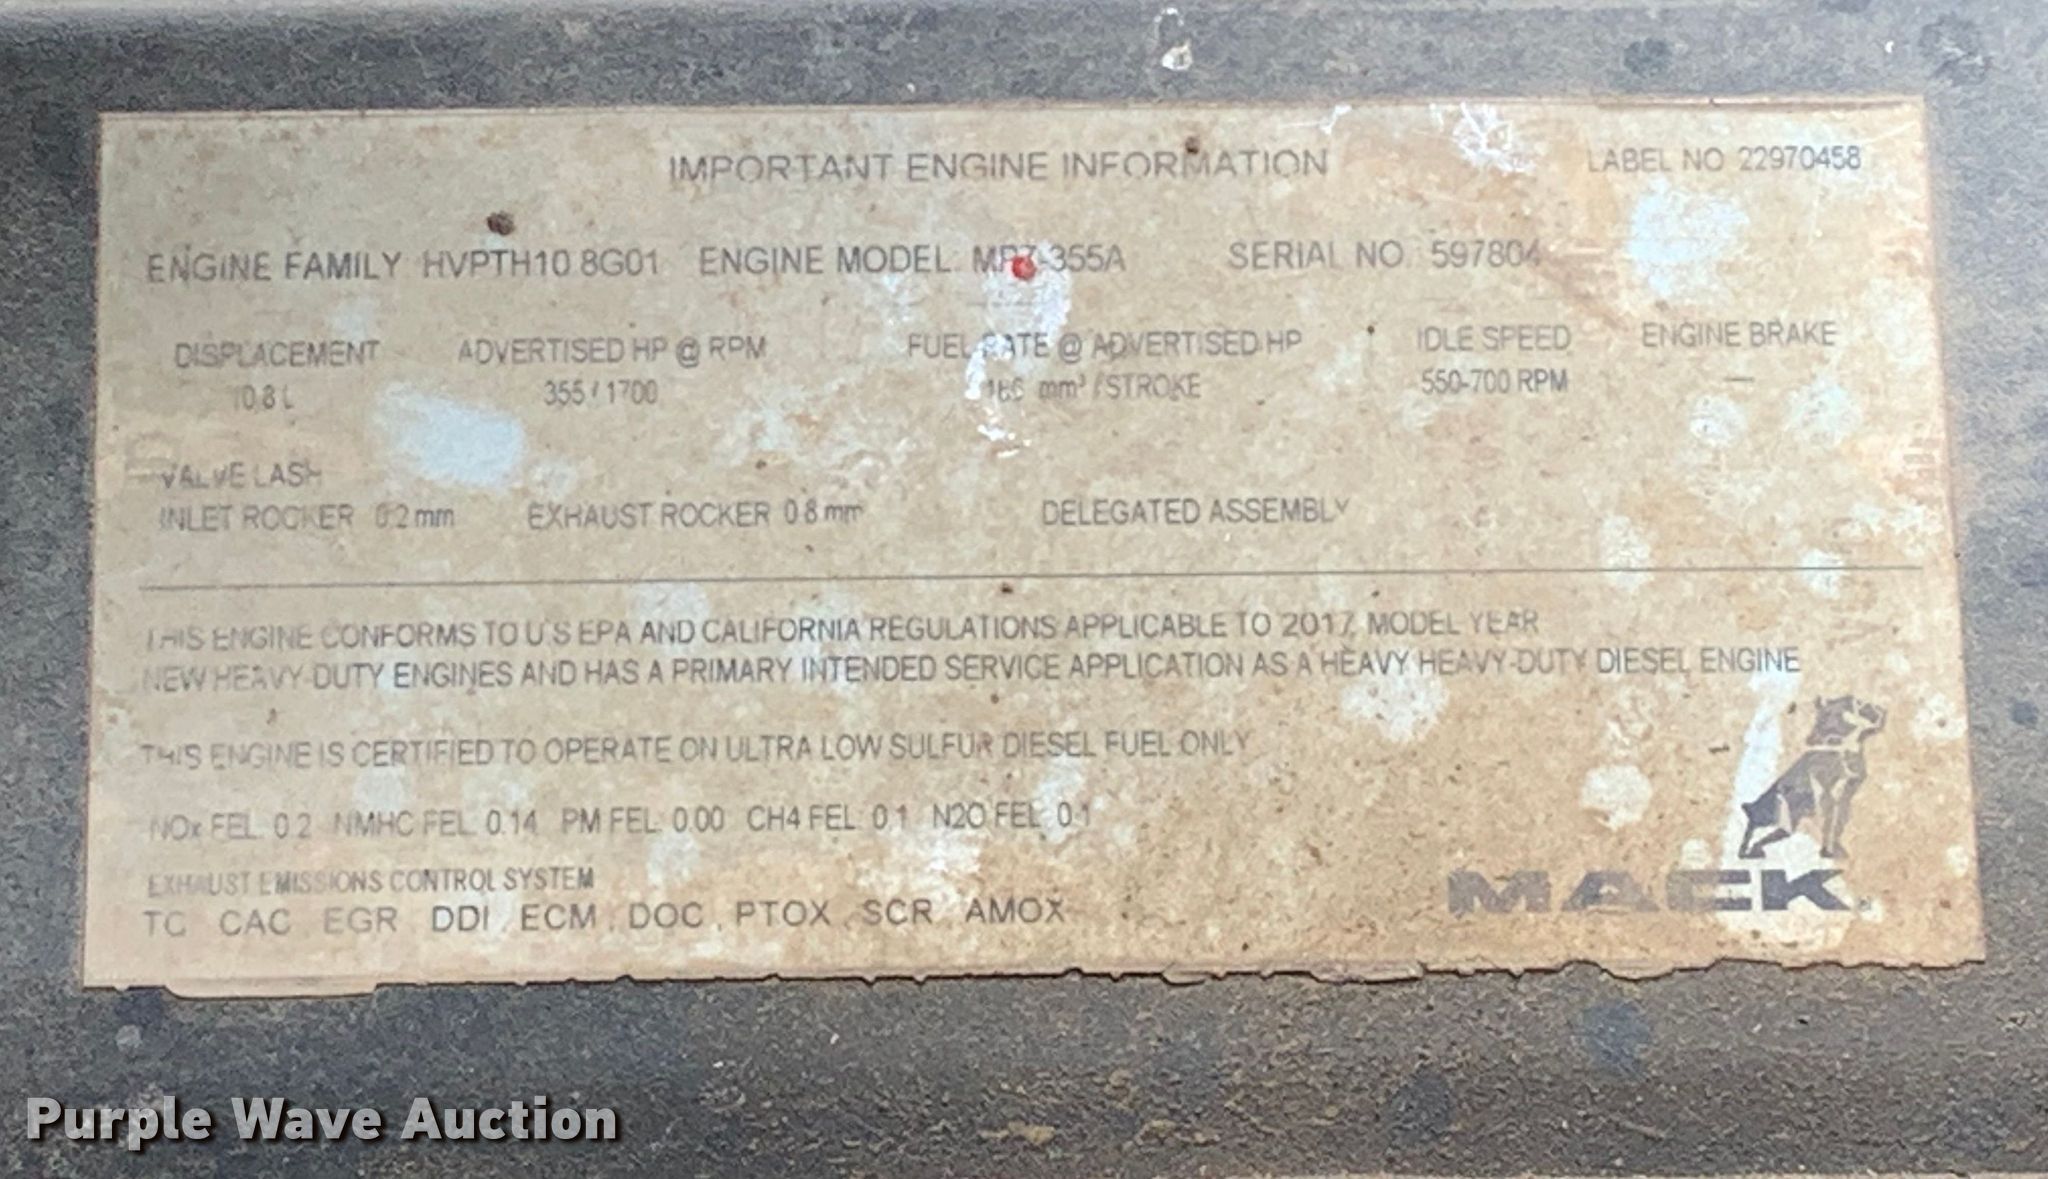 IMPORTANT ENGINE INFORMATION LABEL NO 22970458
ENGINE FAMILY HVPTH10.8G01 ENGINE MODEL MP7-355A SERIAL NO 597804
DISPLACEMENT ADVERTISED HP @ RPM FUEL RATE @ ADVERTISED HP IDLE SPEED ENGINE BRAKE
10.8 L 355 / 1700 mm³ / STROKE 550-700 RPM —
VALVE LASH
INLET ROCKER 0.2 mm EXHAUST ROCKER 0.8 mm DELEGATED ASSEMBLY
THIS ENGINE CONFORMS TO U.S EPA AND CALIFORNIA REGULATIONS APPLICABLE TO 2017 MODEL YEAR
NEW HEAVY-DUTY ENGINES AND HAS A PRIMARY INTENDED SERVICE APPLICATION AS A HEAVY HEAVY-DUTY DIESEL ENGINE
THIS ENGINE IS CERTIFIED TO OPERATE ON ULTRA LOW SULFUR DIESEL FUEL ONLY
NOx FEL 0.2 NMHC FEL 0.14 PM FEL 0.00 CH4 FEL 0.1 N2O FEL 0.1
EXHAUST EMISSIONS CONTROL SYSTEM
TC CAC EGR DDI, ECM, DOC, PTOX, SCR AMOX
MACK
Purple Wave Auction